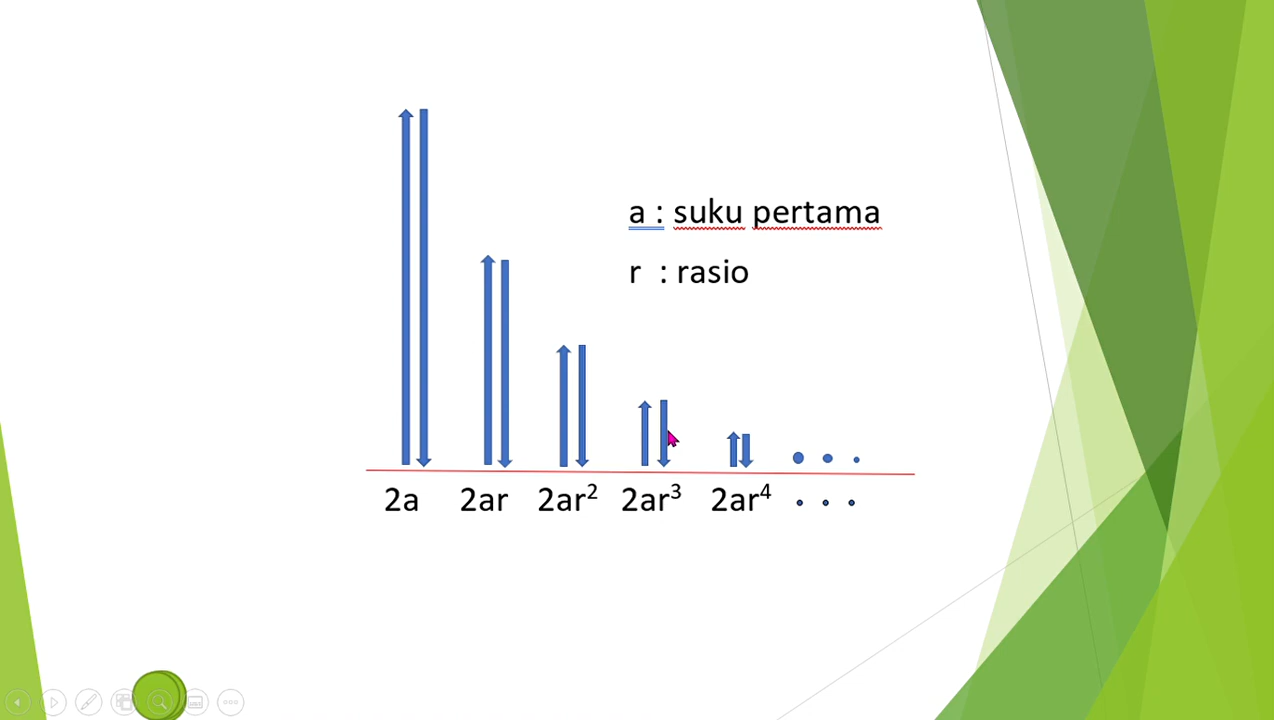 a : suku pertama
r : rasio
2a 2ar 2ar² 2ar³ 2ar⁴ . . .